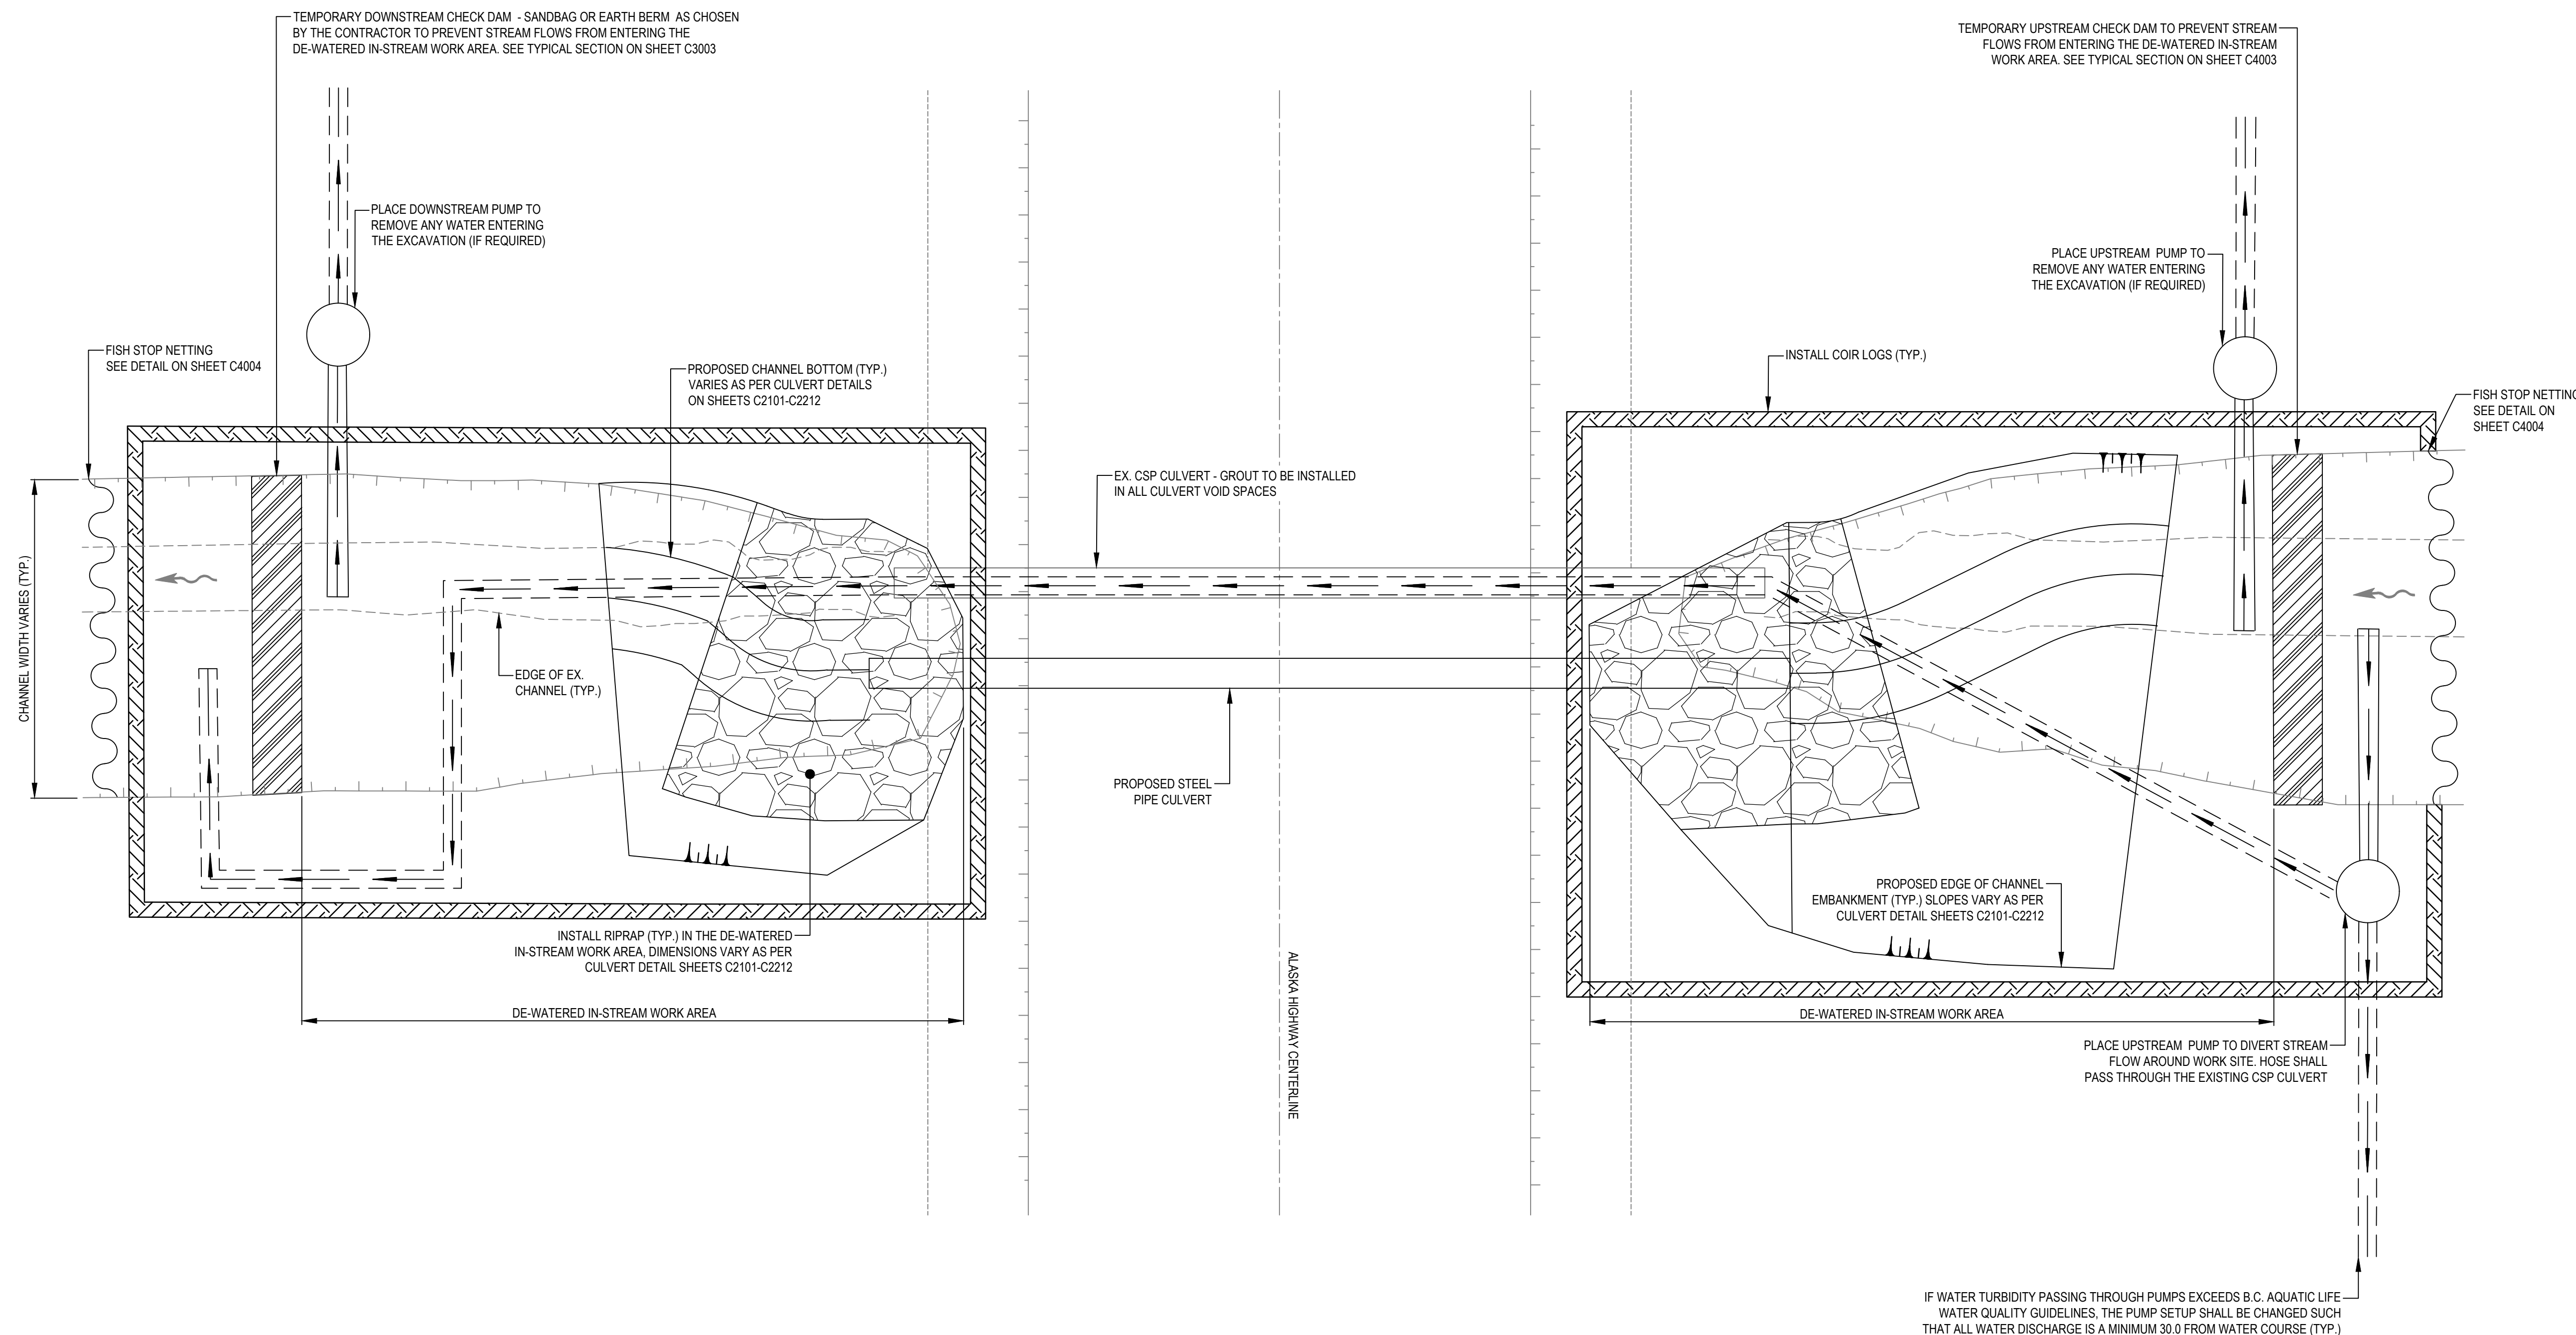 TEMPORARY DOWNSTREAM CHECK DAM - SANDBAG OR EARTH BERM AS CHOSEN
BY THE CONTRACTOR TO PREVENT STREAM FLOWS FROM ENTERING THE
DE-WATERED IN-STREAM WORK AREA. SEE TYPICAL SECTION ON SHEET C3003
TEMPORARY UPSTREAM CHECK DAM TO PREVENT STREAM
FLOWS FROM ENTERING THE DE-WATERED IN-STREAM
WORK AREA. SEE TYPICAL SECTION ON SHEET C4003
PLACE DOWNSTREAM PUMP TO
REMOVE ANY WATER ENTERING
THE EXCAVATION (IF REQUIRED)
PLACE UPSTREAM PUMP TO
REMOVE ANY WATER ENTERING
THE EXCAVATION (IF REQUIRED)
FISH STOP NETTING
SEE DETAIL ON SHEET C4004
PROPOSED CHANNEL BOTTOM (TYP.)
VARIES AS PER CULVERT DETAILS
ON SHEETS C2101-C2212
INSTALL COIR LOGS (TYP.)
FISH STOP NETTING
SEE DETAIL ON
SHEET C4004
EX. CSP CULVERT - GROUT TO BE INSTALLED
IN ALL CULVERT VOID SPACES
CHANNEL WIDTH VARIES (TYP.)
EDGE OF EX.
CHANNEL (TYP.)
PROPOSED STEEL
PIPE CULVERT
PROPOSED EDGE OF CHANNEL
EMBANKMENT (TYP.) SLOPES VARY AS PER
CULVERT DETAIL SHEETS C2101-C2212
INSTALL RIPRAP (TYP.) IN THE DE-WATERED
IN-STREAM WORK AREA, DIMENSIONS VARY AS PER
CULVERT DETAIL SHEETS C2101-C2212
ALASKA HIGHWAY CENTERLINE
DE-WATERED IN-STREAM WORK AREA
DE-WATERED IN-STREAM WORK AREA
PLACE UPSTREAM PUMP TO DIVERT STREAM
FLOW AROUND WORK SITE. HOSE SHALL
PASS THROUGH THE EXISTING CSP CULVERT
IF WATER TURBIDITY PASSING THROUGH PUMPS EXCEEDS B.C. AQUATIC LIFE
WATER QUALITY GUIDELINES, THE PUMP SETUP SHALL BE CHANGED SUCH
THAT ALL WATER DISCHARGE IS A MINIMUM 30.0 FROM WATER COURSE (TYP.)